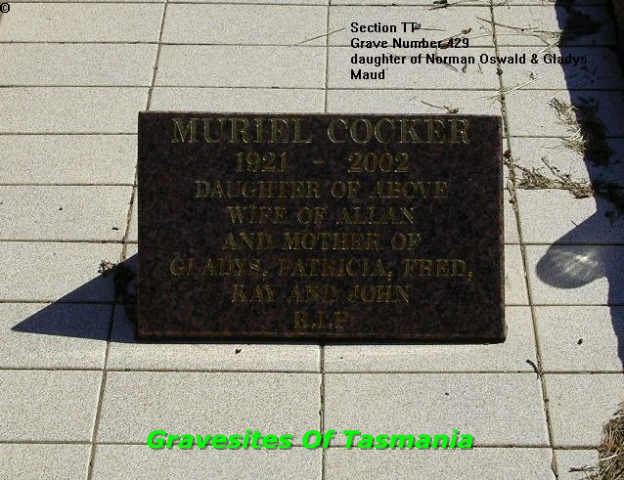 ©
Section TT
Grave Number 429
daughter of Norman Oswald & Gladys
Maud
MURIEL COCKER
1921 - 2002
DAUGHTER OF ABOVE
WIFE OF ALLAN
AND MOTHER OF
GLADYS, PATRICIA, FRED,
KAY AND JOHN
R.I.P
Gravesites Of Tasmania